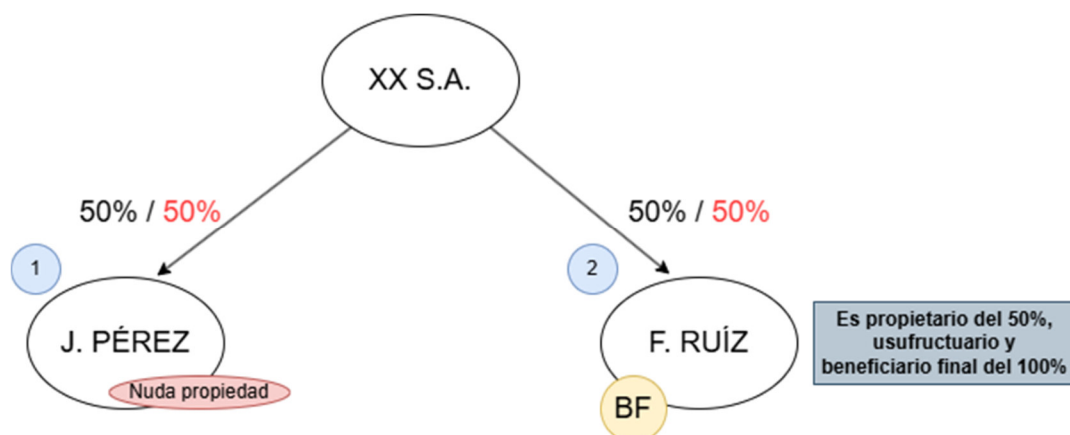 XX S.A.
50% / 50%
50% / 50%
1
2
J. PÉREZ
Nuda propiedad
F. RUÍZ
BF
Es propietario del 50%,
usufructuario y
beneficiario final del 100%